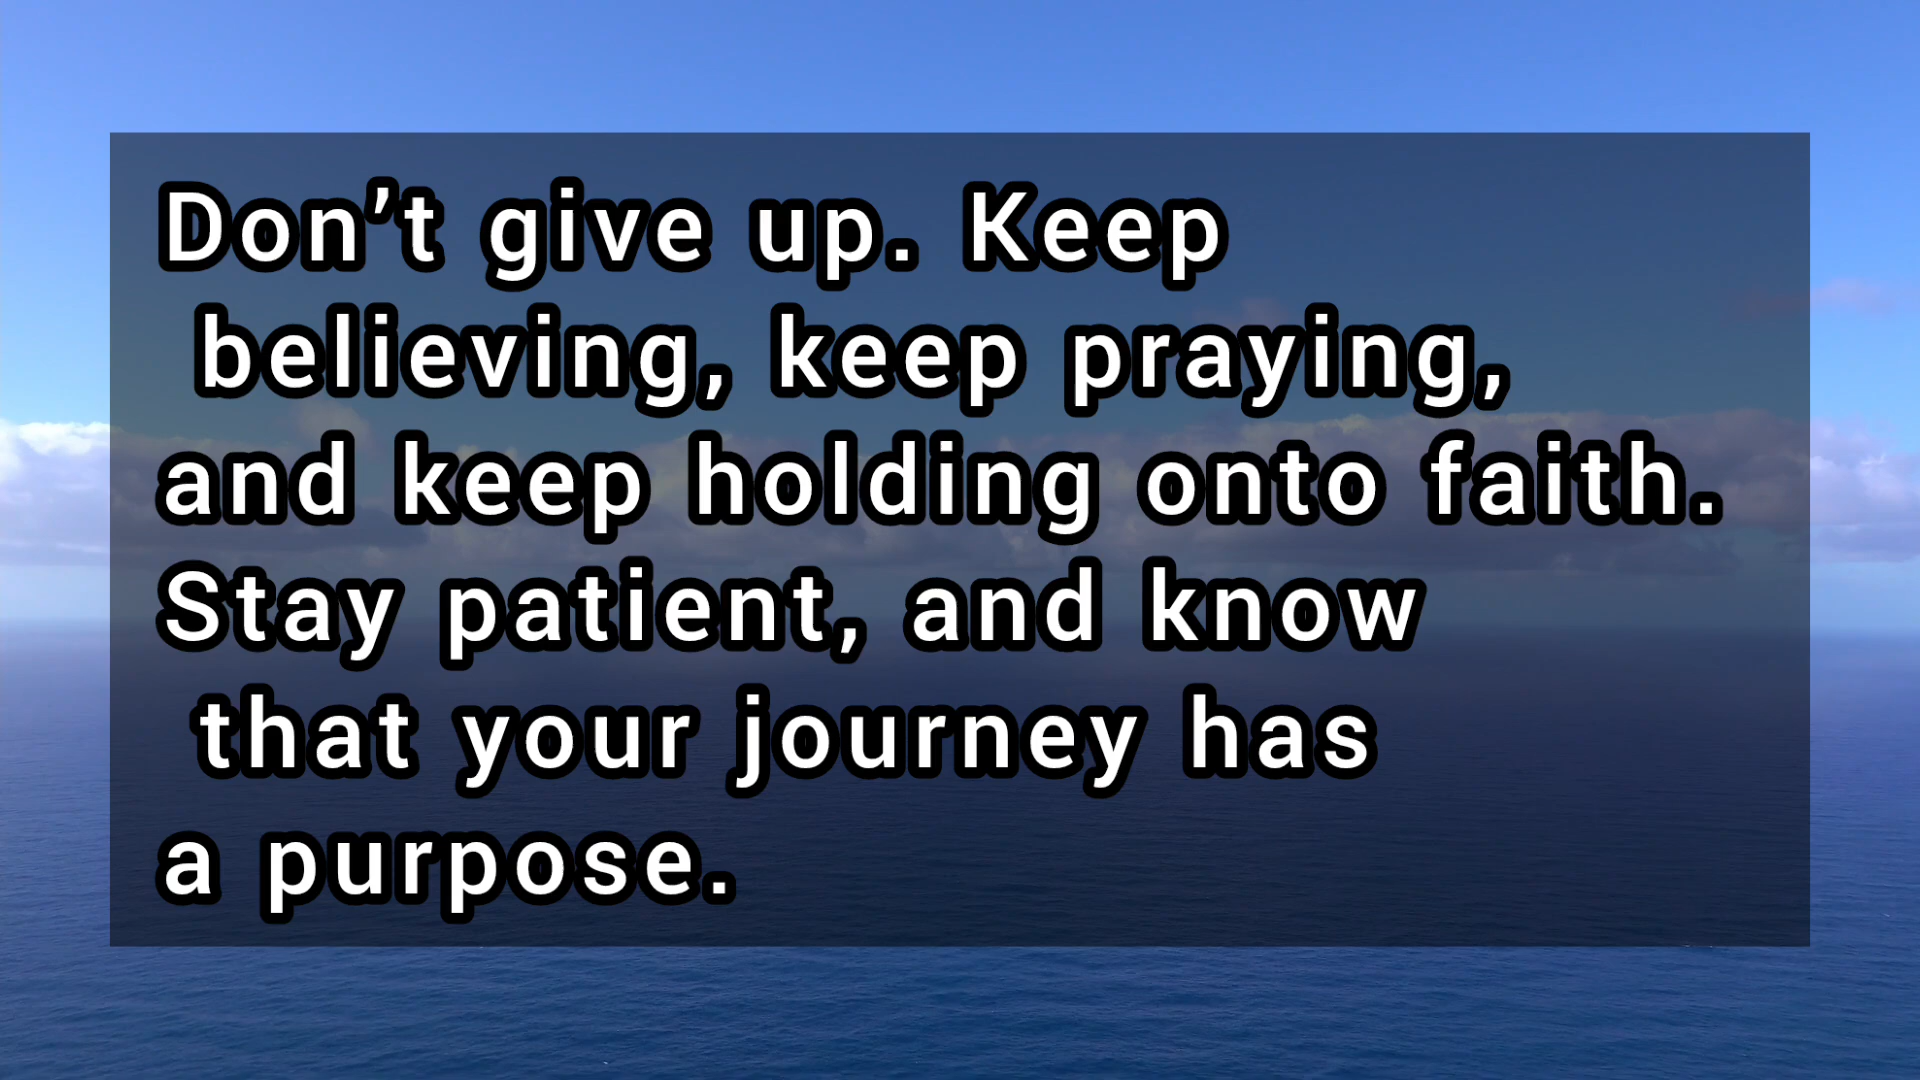 Don’t give up. Keep
believing, keep praying,
and keep holding onto faith.
Stay patient, and know
that your journey has
a purpose.